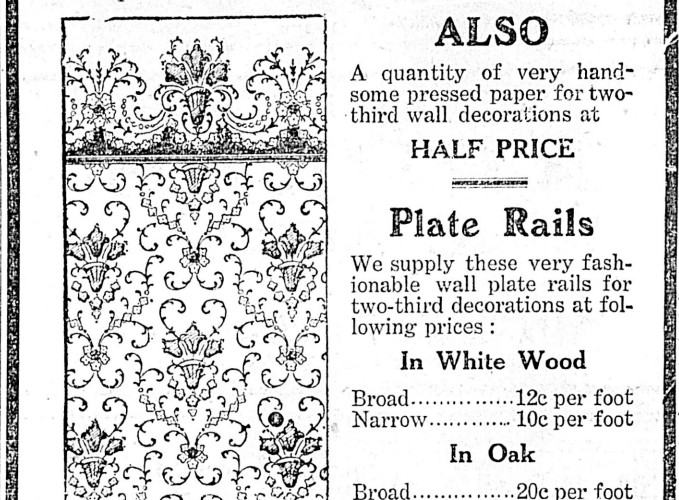 ALSO
A quantity of very hand-
some pressed paper for two-
third wall decorations at
HALF PRICE
Plate Rails
We supply these very fash-
ionable wall plate rails for
two-third decorations at fol-
lowing prices :
In White Wood
Broad...............12c per foot
Narrow............ 10c per foot
In Oak
Broad...............20c per foot